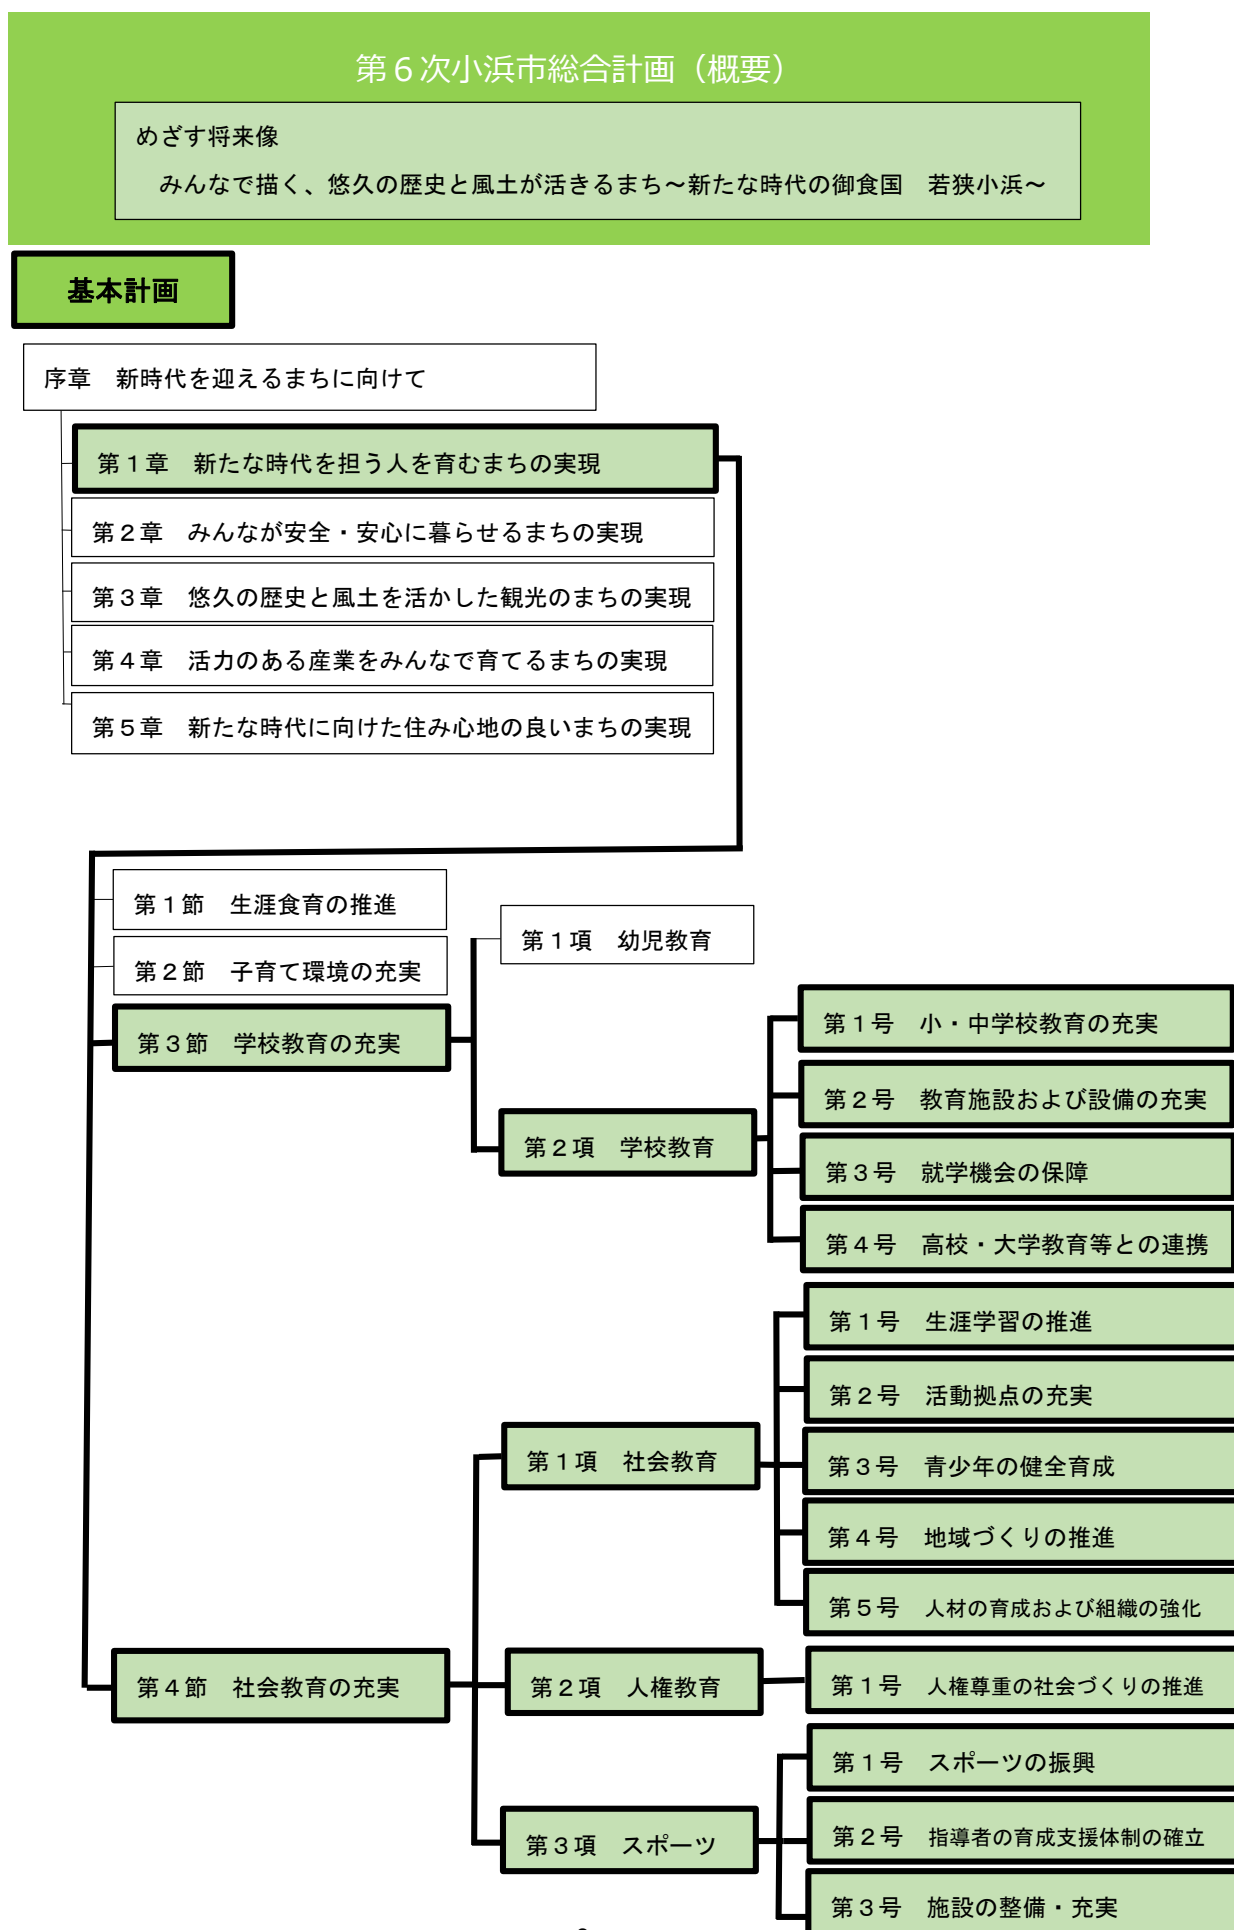 第６次小浜市総合計画（概要）
めざす将来像
みんなで描く、悠久の歴史と風土が活きるまち～新たな時代の御食国　若狭小浜～
基本計画
序章　新時代を迎えるまちに向けて
第１章　新たな時代を担う人を育むまちの実現
第２章　みんなが安全・安心に暮らせるまちの実現
第３章　悠久の歴史と風土を活かした観光のまちの実現
第４章　活力のある産業をみんなで育てるまちの実現
第５章　新たな時代に向けた住み心地の良いまちの実現
第１節　生涯食育の推進
第２節　子育て環境の充実
第３節　学校教育の充実
第１項　幼児教育
第２項　学校教育
第１号　小・中学校教育の充実
第２号　教育施設および設備の充実
第３号　就学機会の保障
第４号　高校・大学教育等との連携
第４節　社会教育の充実
第１項　社会教育
第１号　生涯学習の推進
第２号　活動拠点の充実
第３号　青少年の健全育成
第４号　地域づくりの推進
第５号　人材の育成および組織の強化
第２項　人権教育
第１号　人権尊重の社会づくりの推進
第３項　スポーツ
第１号　スポーツの振興
第２号　指導者の育成支援体制の確立
第３号　施設の整備・充実